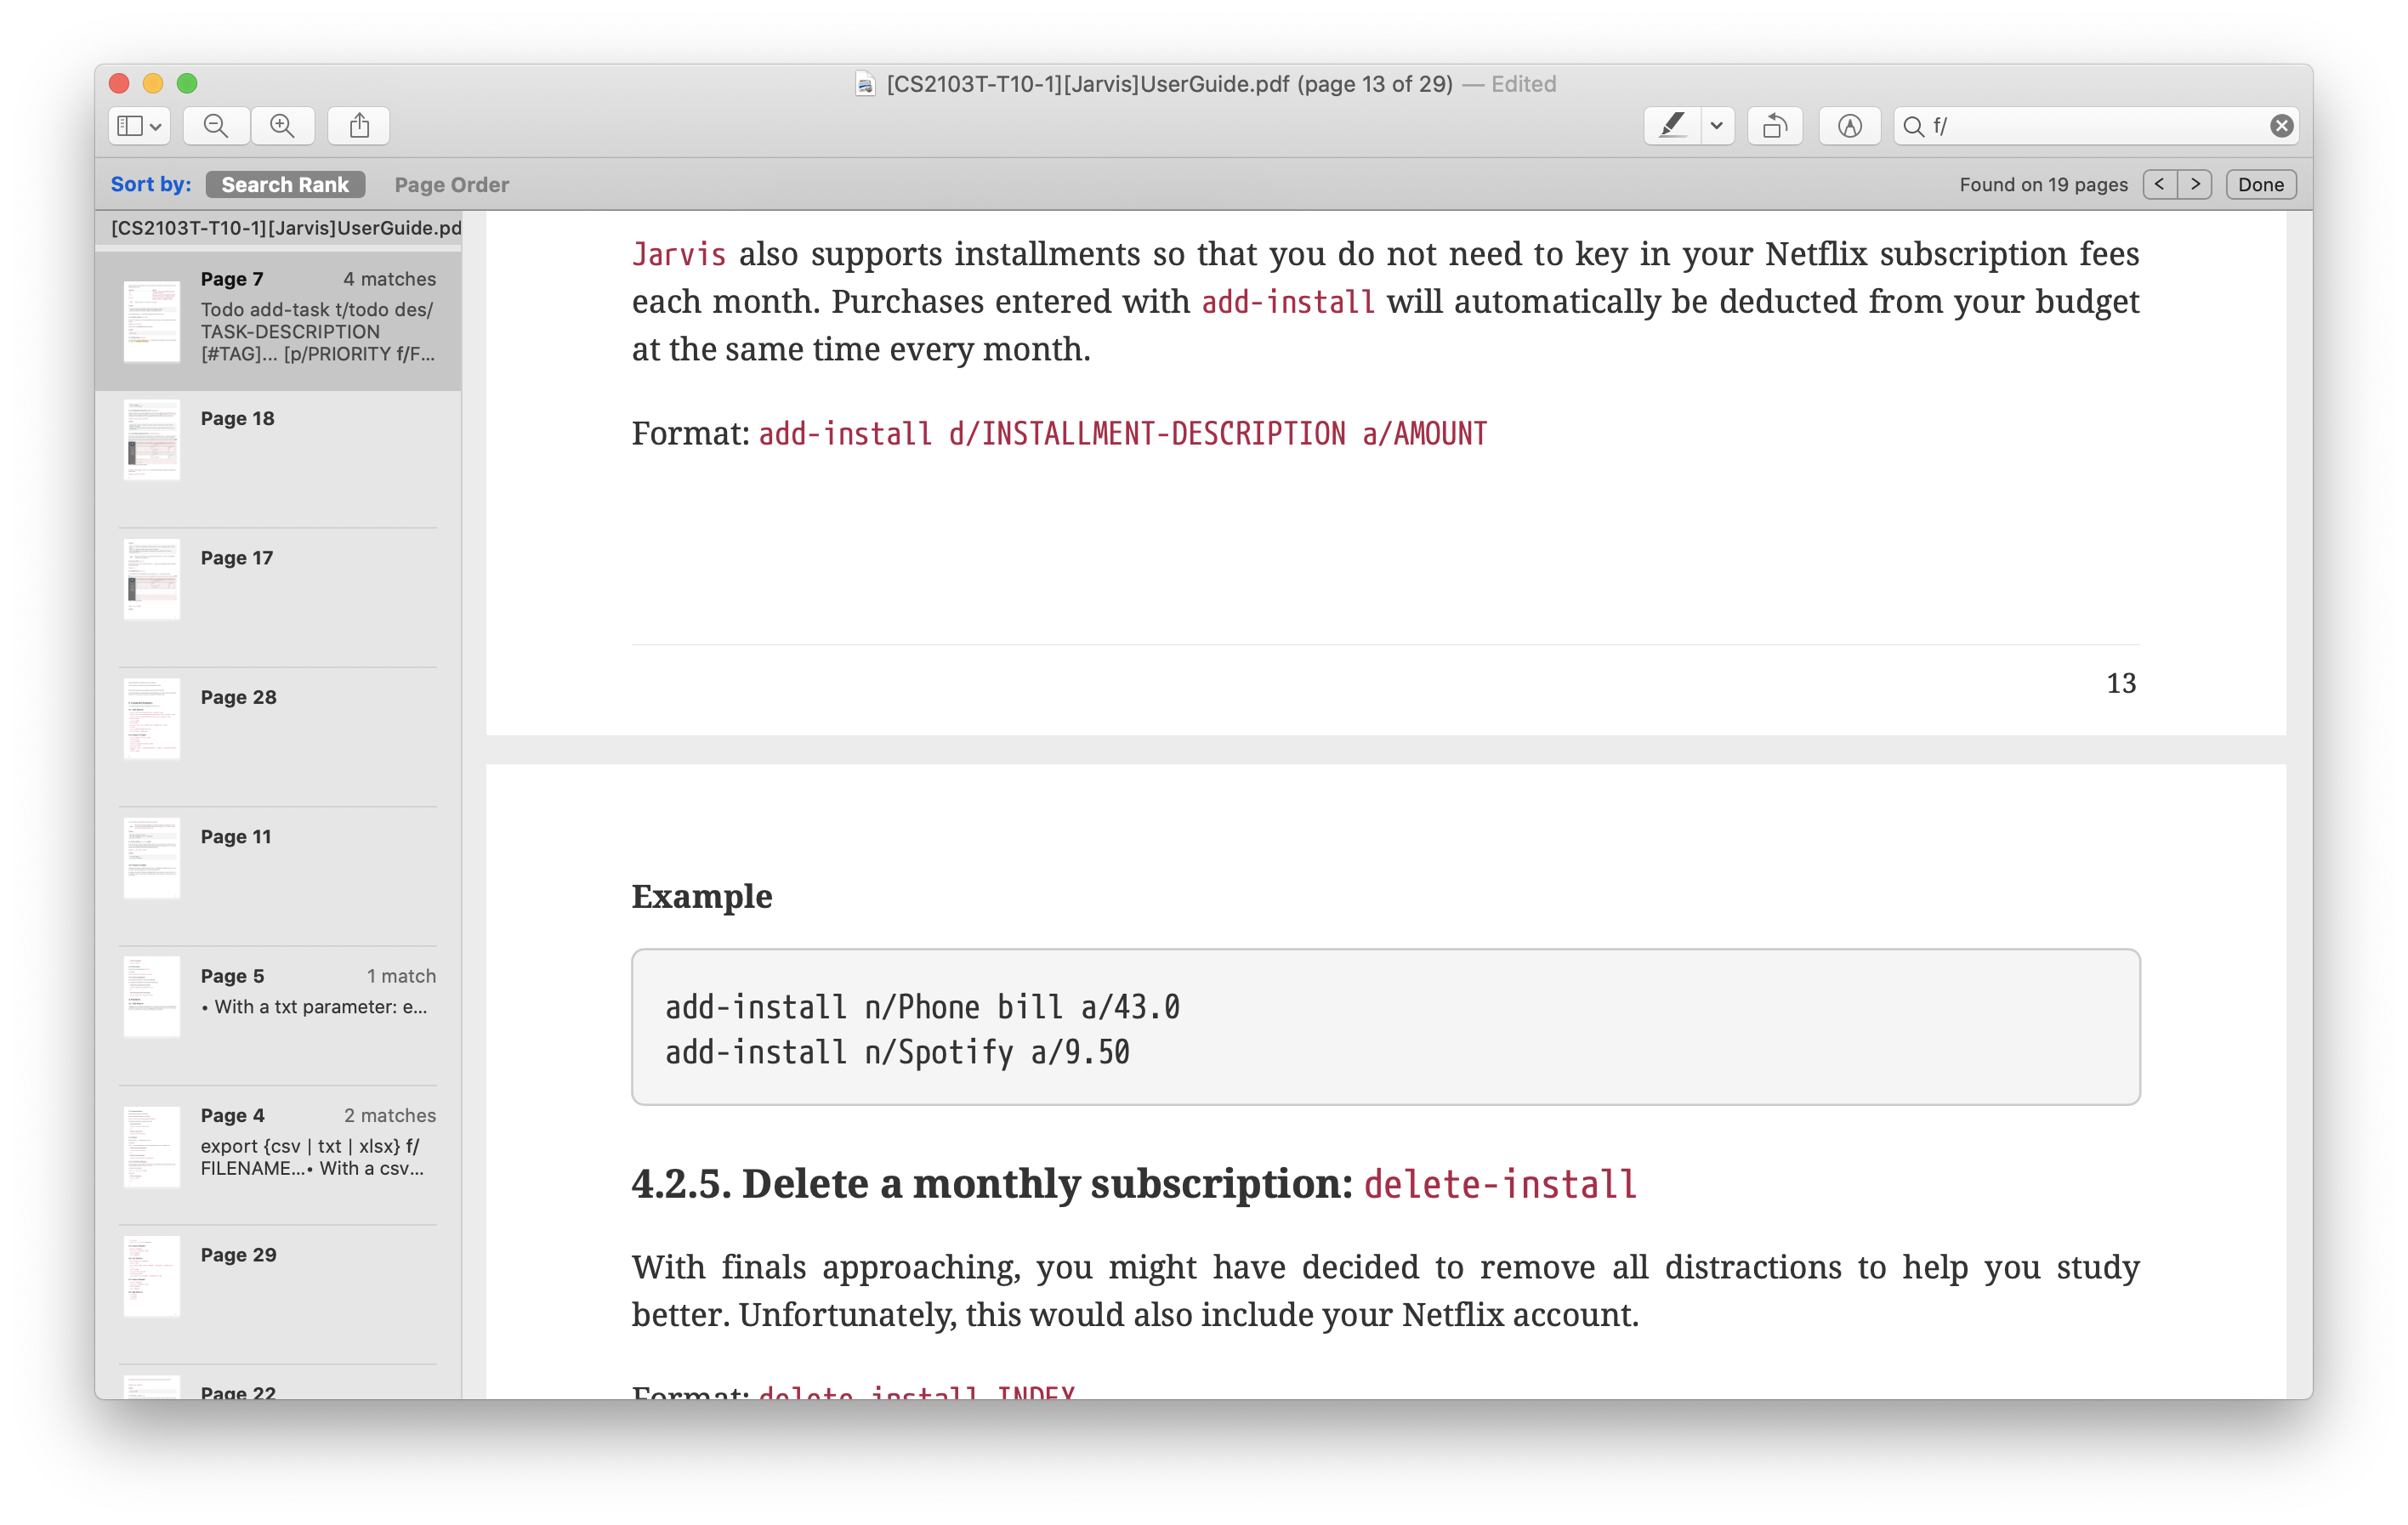 [CS2103T-T10-1][Jarvis]UserGuide.pdf (page 13 of 29) — Edited
f/
Sort by: Search Rank Page Order
Found on 19 pages < > Done
[CS2103T-T10-1][Jarvis]UserGuide.pd
Page 7 4 matches
Todo add-task t/todo des/
TASK-DESCRIPTION
[#TAG]... [p/PRIORITY f/F...
Page 18
Page 17
Page 28
Page 11
Page 5 1 match
• With a txt parameter: e...
Page 4 2 matches
export {csv | txt | xlsx} f/
FILENAME...• With a csv...
Page 29
Page 22
Jarvis also supports installments so that you do not need to key in your Netflix subscription fees
each month. Purchases entered with add-install will automatically be deducted from your budget
at the same time every month.
Format: add-install d/INSTALLMENT-DESCRIPTION a/AMOUNT
13
Example
add-install n/Phone bill a/43.0
add-install n/Spotify a/9.50
4.2.5. Delete a monthly subscription: delete-install
With finals approaching, you might have decided to remove all distractions to help you study
better. Unfortunately, this would also include your Netflix account.
Format: delete-install INDEX